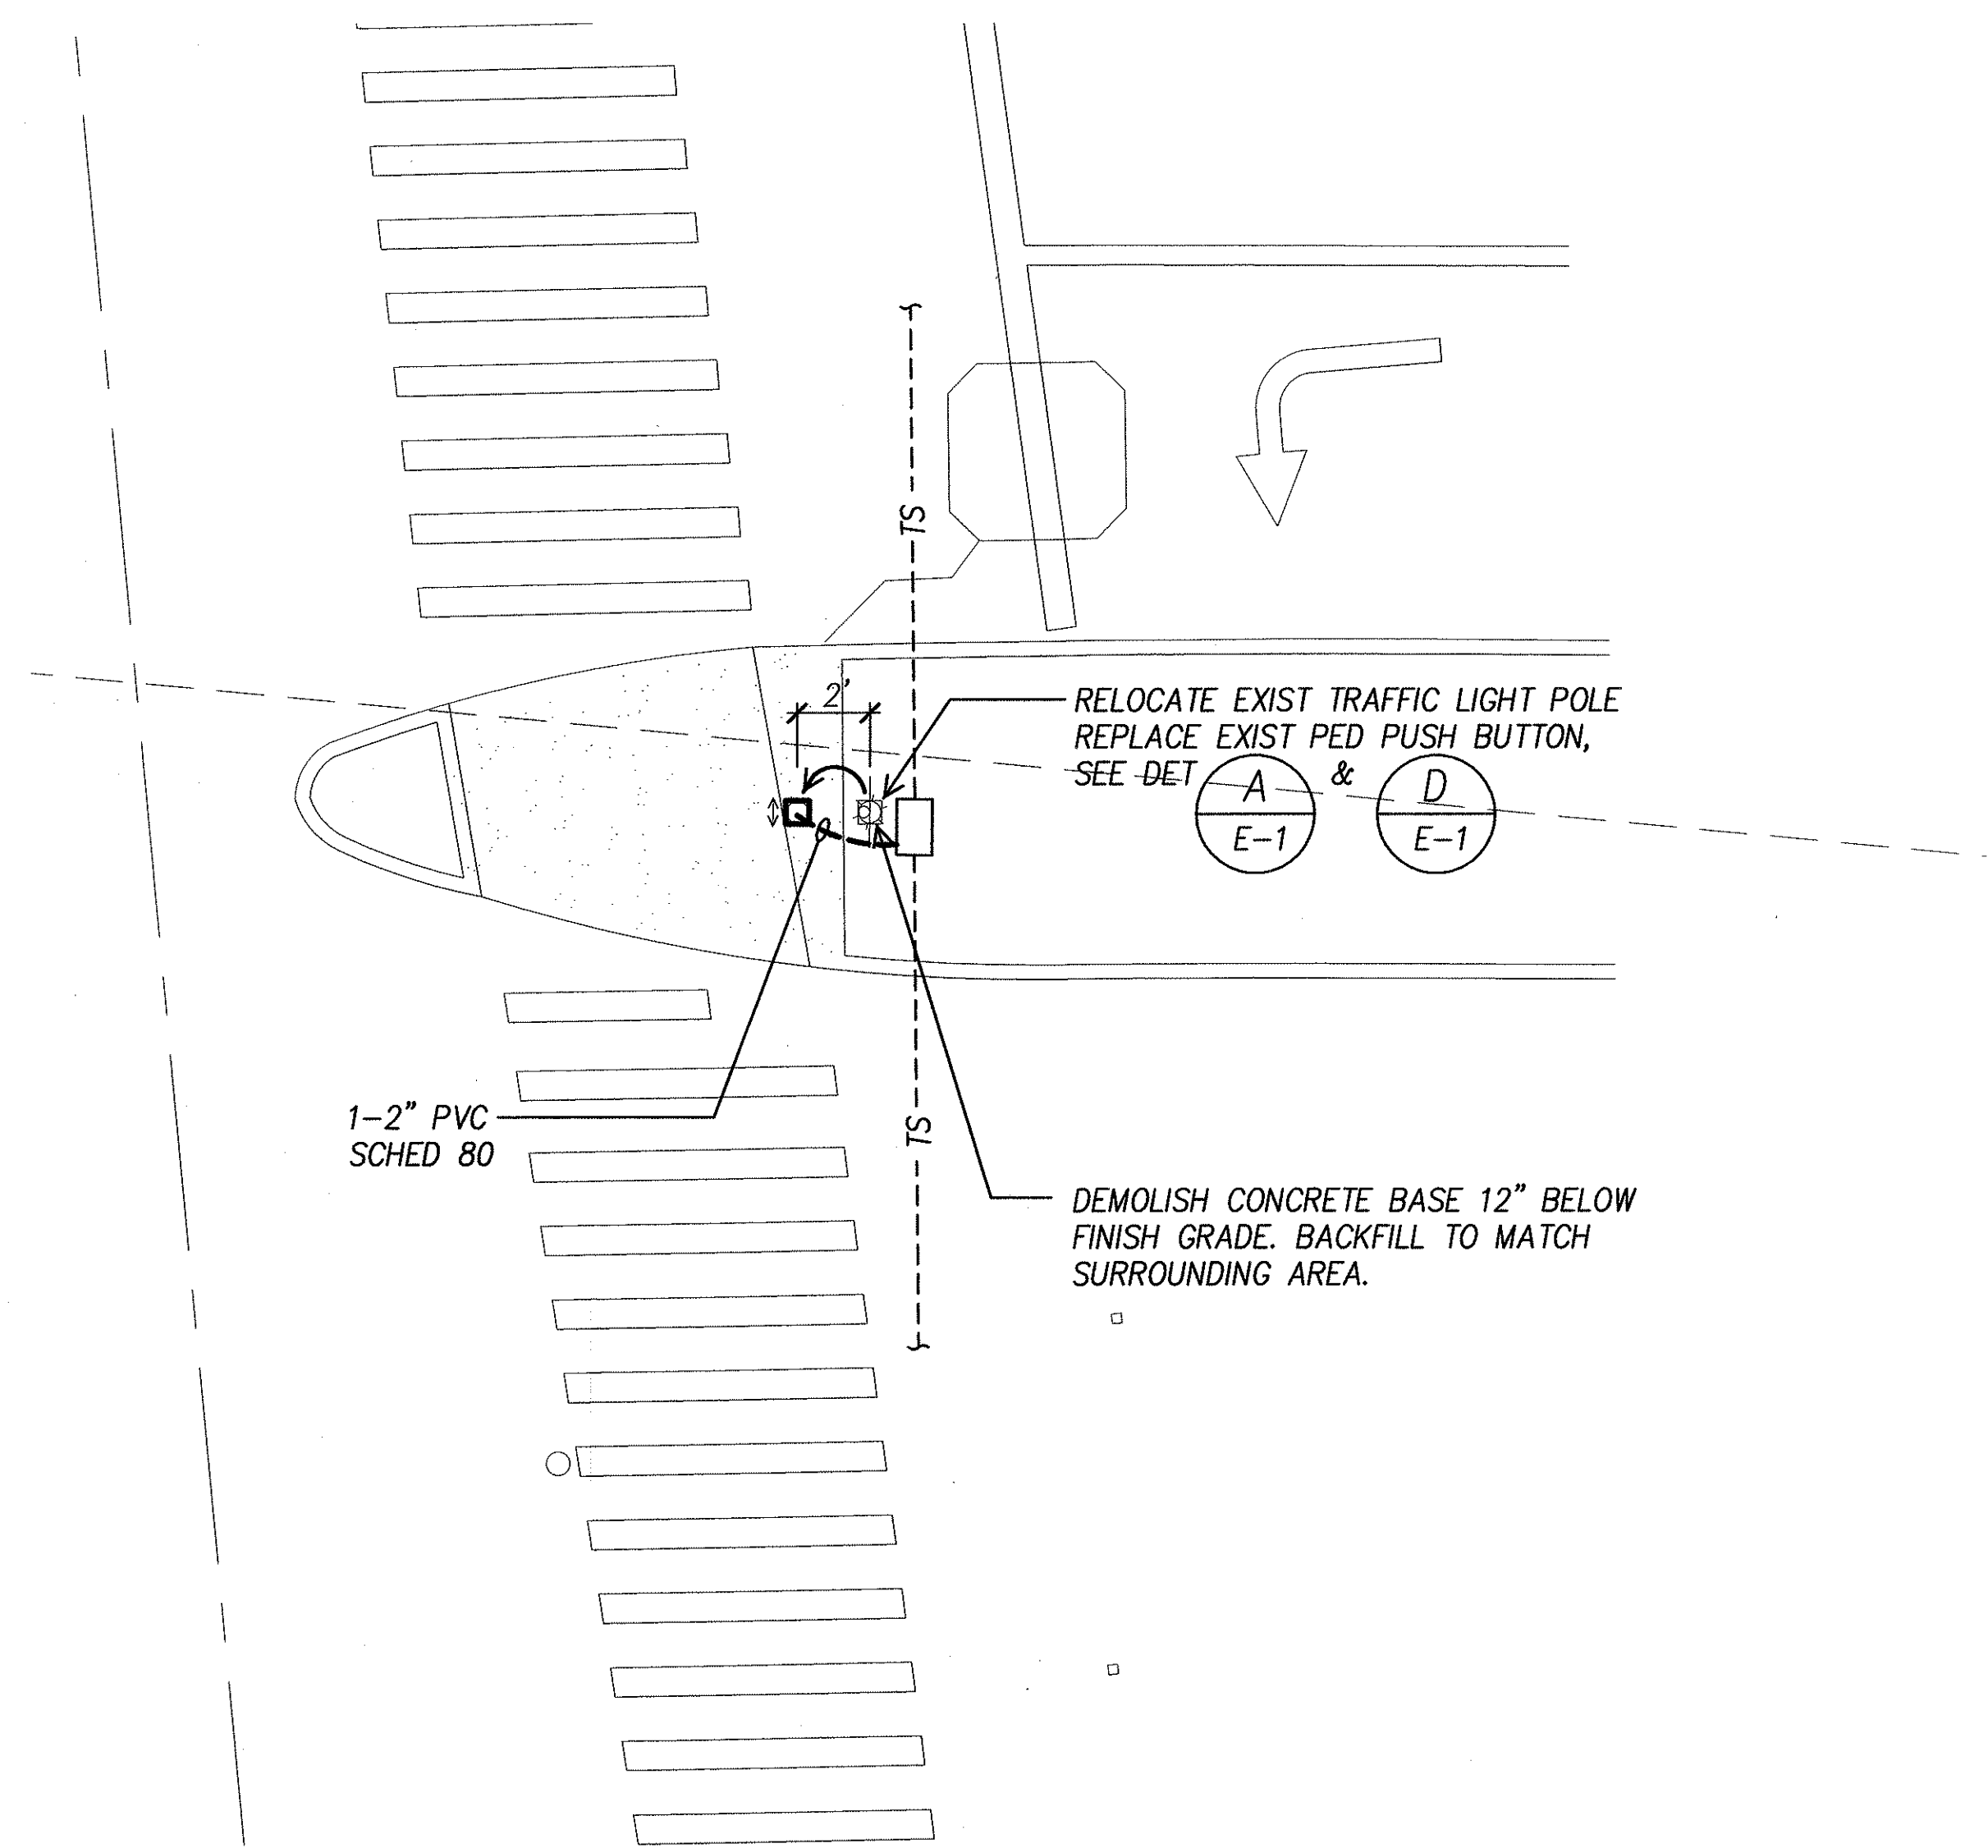 TS
2'
RELOCATE EXIST TRAFFIC LIGHT POLE
REPLACE EXIST PED PUSH BUTTON,
SEE DET A & D
E-1 E-1
1-2" PVC
SCHED 80
TS
DEMOLISH CONCRETE BASE 12" BELOW
FINISH GRADE. BACKFILL TO MATCH
SURROUNDING AREA.